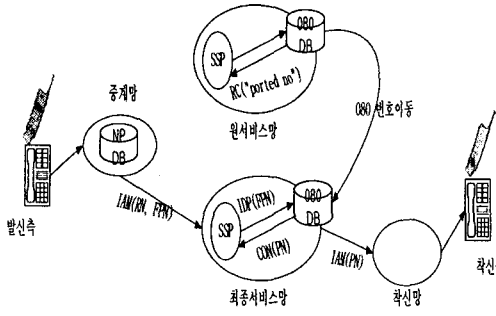 080
DB
SSP
RC("ported no")
원서비스망
중계망
NP
DB
080 번호이동
발신측
IAM(RN, FPN)
IDP(FPN)
080
DB
SSP
CON(PN)
IAM(PN)
최종서비스망
착신망
착신